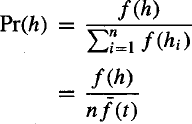 Pr(h) = f(h) / ∑_{i=1}^{n} f(h_i)
= f(h) / n f̄(t)